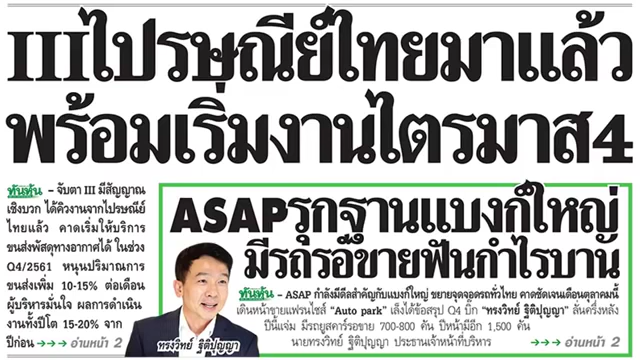 IIIไปรษณีย์ไทยมาแล้ว
พร้อมเริ่มงานไตรมาส4
ทันหุ้น – จับตา III มีสัญญาณ
เชิงบวก ได้คิวงานจากไปรษณีย์
ไทยแล้ว คาดเริ่มให้บริการ
ขนส่งพัสดุทางอากาศได้ ในช่วง
Q4/2561 หนุนปริมาณการ
ขนส่งเพิ่ม 10-15% ต่อเดือน
ผู้บริหารมั่นใจ ผลการดำเนิน
งานทั้งปีโต 15-20% จาก
ปีก่อน >>> อ่านหน้า 2
ASAPรุกฐานแบงก์ใหญ่
มีรถรอขายฟันกำไรบาน
ทันหุ้น – ASAP กำลังมีดีลสำคัญกับแบงก์ใหญ่ ขยายจุดจอดรถทั่วไทย คาดชัดเจนเดือนตุลาคมนี้
เดินหน้าขายแฟรนไสส์ "Auto park" เล็งได้ข้อสรุป Q4 บิ๊ก "ทรงวิทย์ ฐิติปุญญา" ลั่นครึ่งหลัง
ปีนี้แจ่ม มีรถยูสคาร์รอขาย 700-800 คัน ปีหน้ามีอีก 1,500 คัน
นายทรงวิทย์ ฐิติปุญญา ประธานเจ้าหน้าที่บริหาร
>>> อ่านหน้า 2
ทรงวิทย์ ฐิติปุญญา